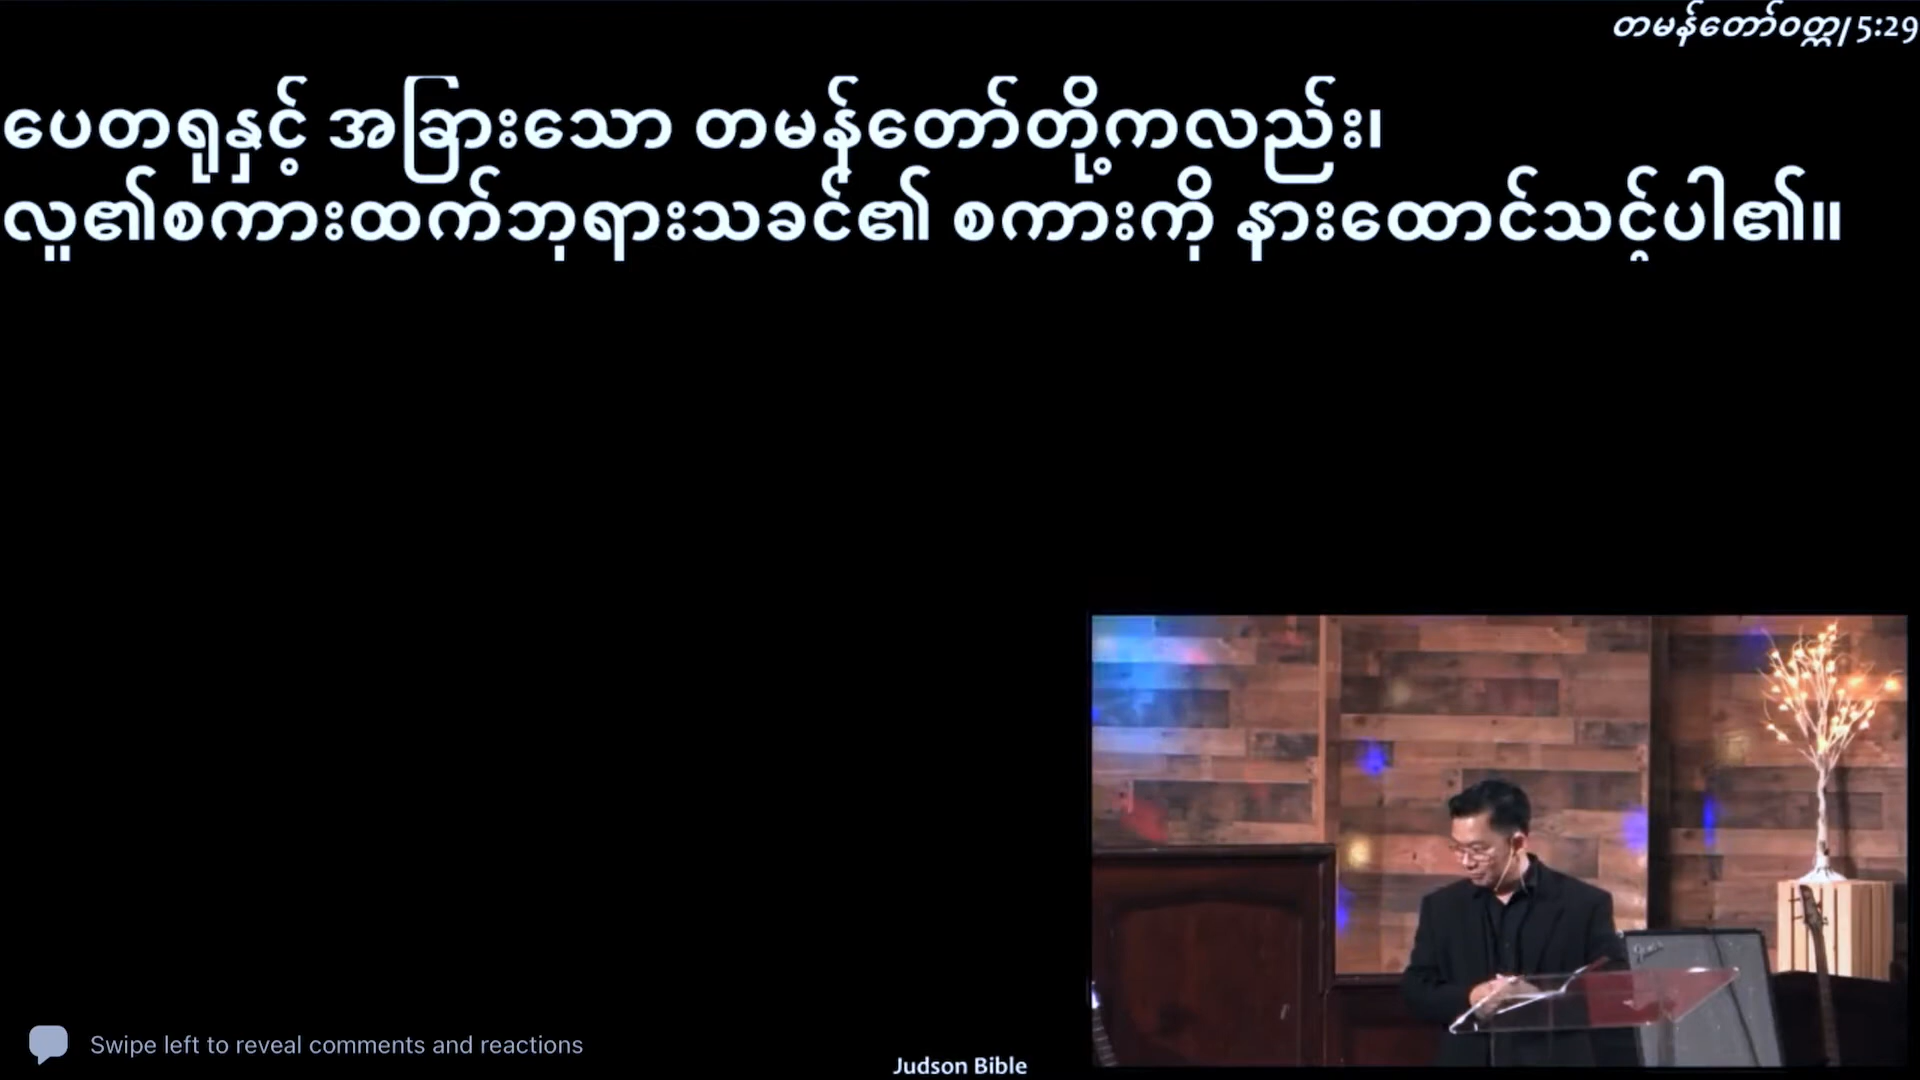 တမန်တော်ဝတ္ထု 5:29
ပေတရုနှင့် အခြားသော တမန်တော်တို့ကလည်း၊
လူ၏စကားထက်ဘုရားသခင်၏ စကားကို နားထောင်သင့်ပါ၏။
Swipe left to reveal comments and reactions
Judson Bible